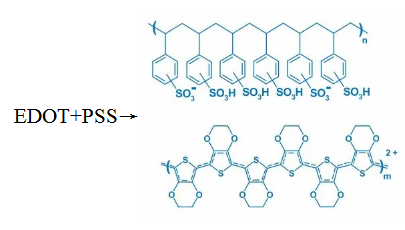 n
SO₃⁻ SO₃H SO₃H SO₃H SO₃⁻ SO₃H
EDOT+PSS→
O O O O O O
S S S S S S
2+
m
O O O O O O